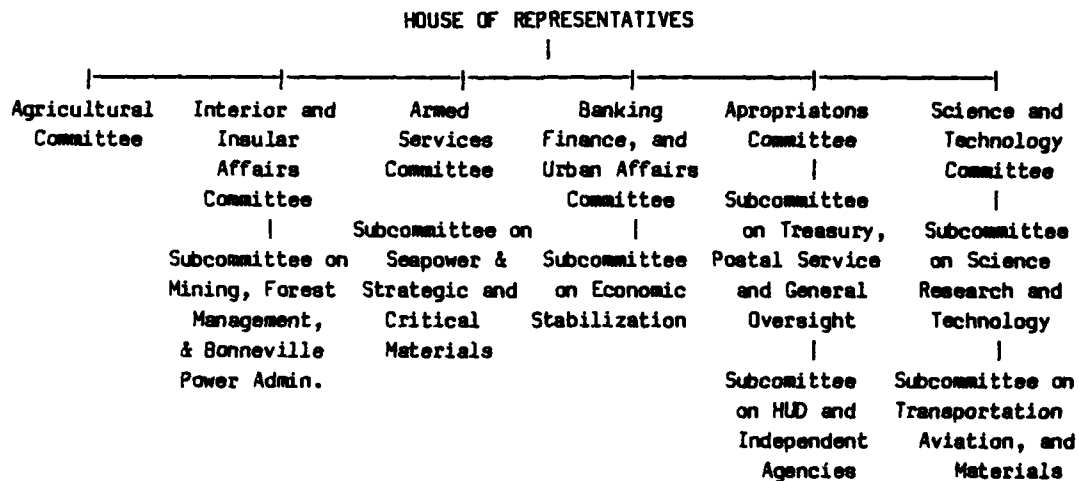 HOUSE OF REPRESENTATIVES
Agricultural
Committee
Interior and
Insular
Affairs
Committee
Subcommittee on
Mining, Forest
Management,
& Bonneville
Power Admin.
Armed
Services
Committee
Subcommittee on
Seapower &
Strategic and
Critical
Materials
Banking
Finance, and
Urban Affairs
Committee
Subcommittee
on Economic
Stabilization
Apropriatons
Committee
Subcommittee
on Treasury,
Postal Service
and General
Oversight
Subcomittee
on HUD and
Independent
Agencies
Science and
Technology
Committee
Subcommittee
on Science
Research and
Technology
Subcommittee on
Transportation
Aviation, and
Materials